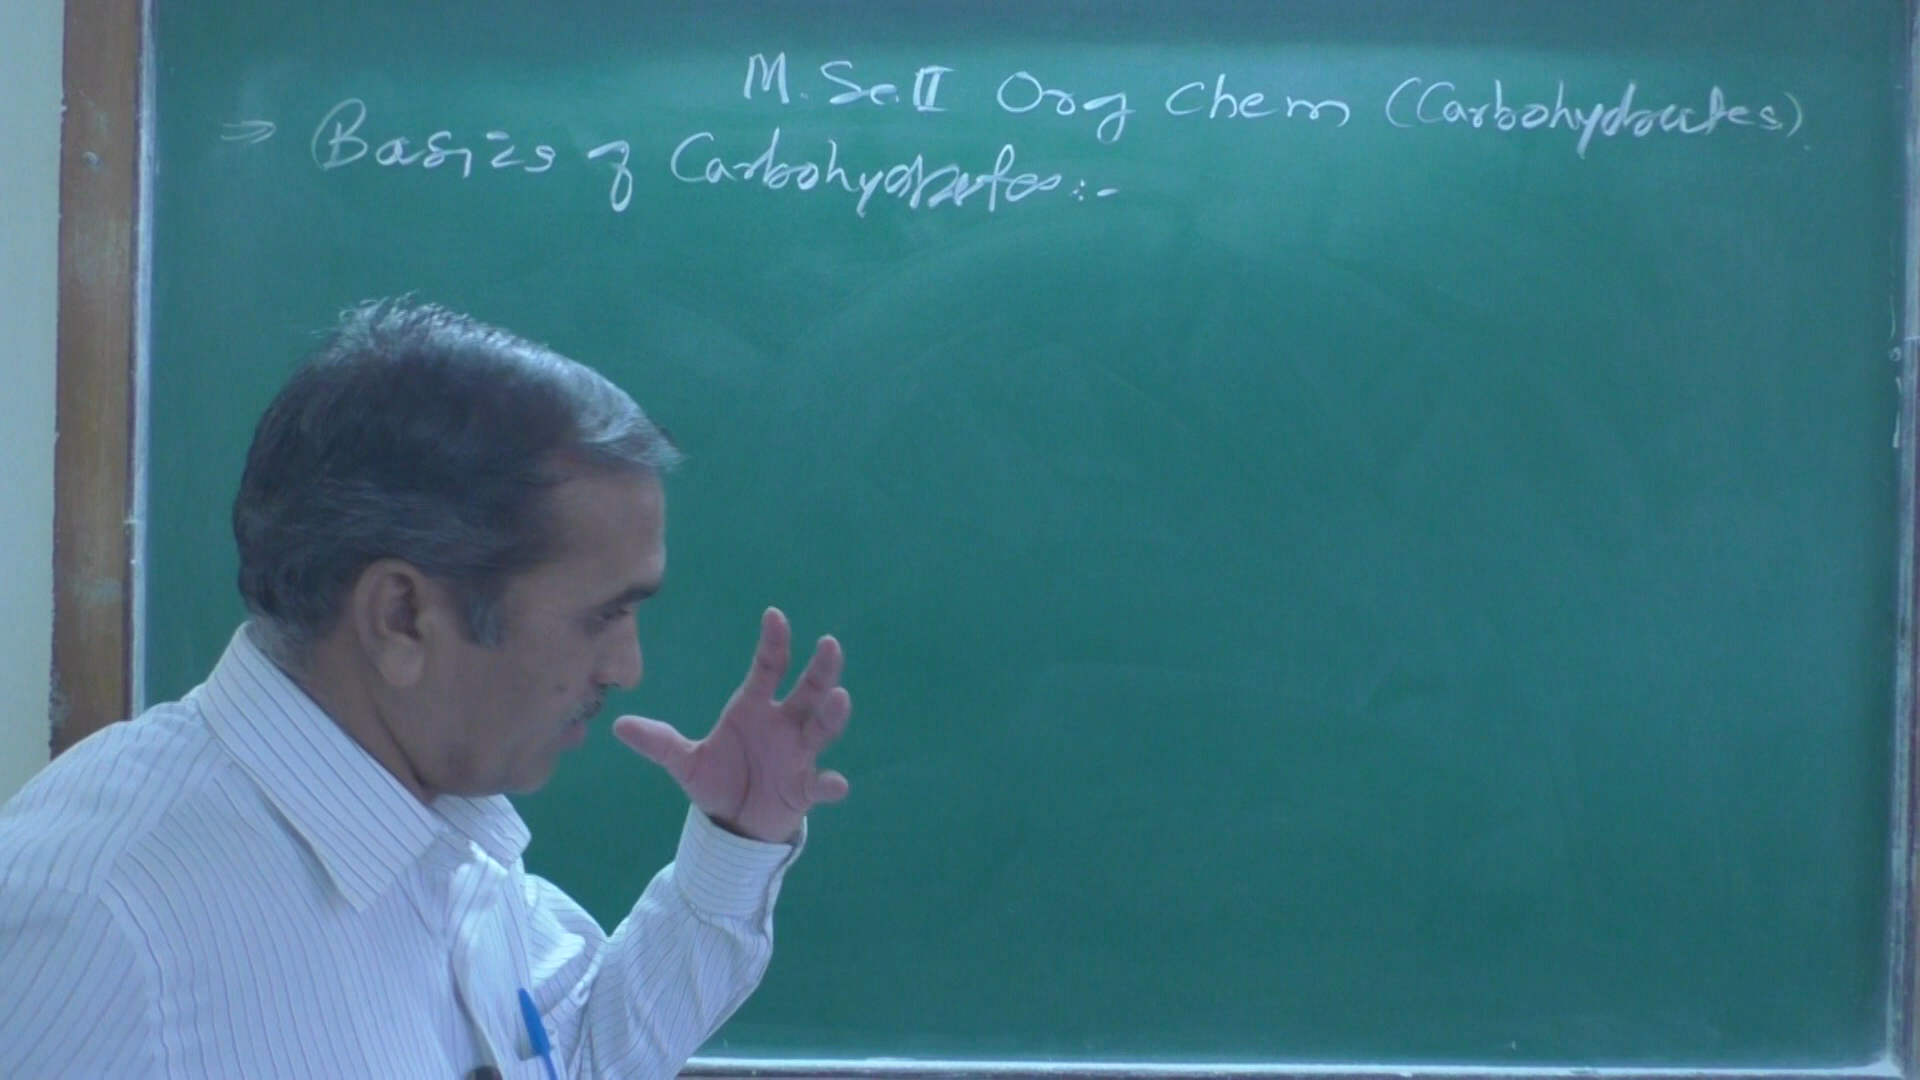 M.Sc.II Org Chem (Carbohydrates)
⇒ Basics of Carbohydrates:-